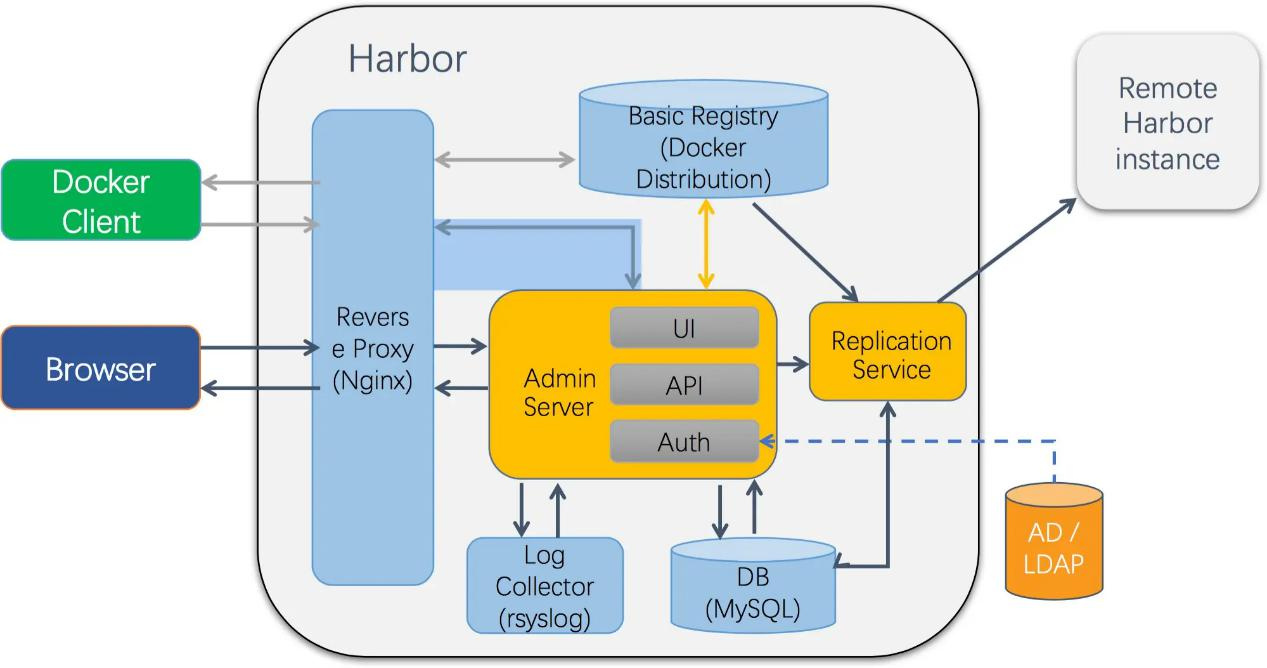 Harbor
Basic Registry
(Docker
Distribution)
Remote
Harbor
instance
Docker
Client
Browser
Revers
e Proxy
(Nginx)
Admin
Server
UI
API
Auth
Replication
Service
Log
Collector
(rsyslog)
DB
(MySQL)
AD /
LDAP